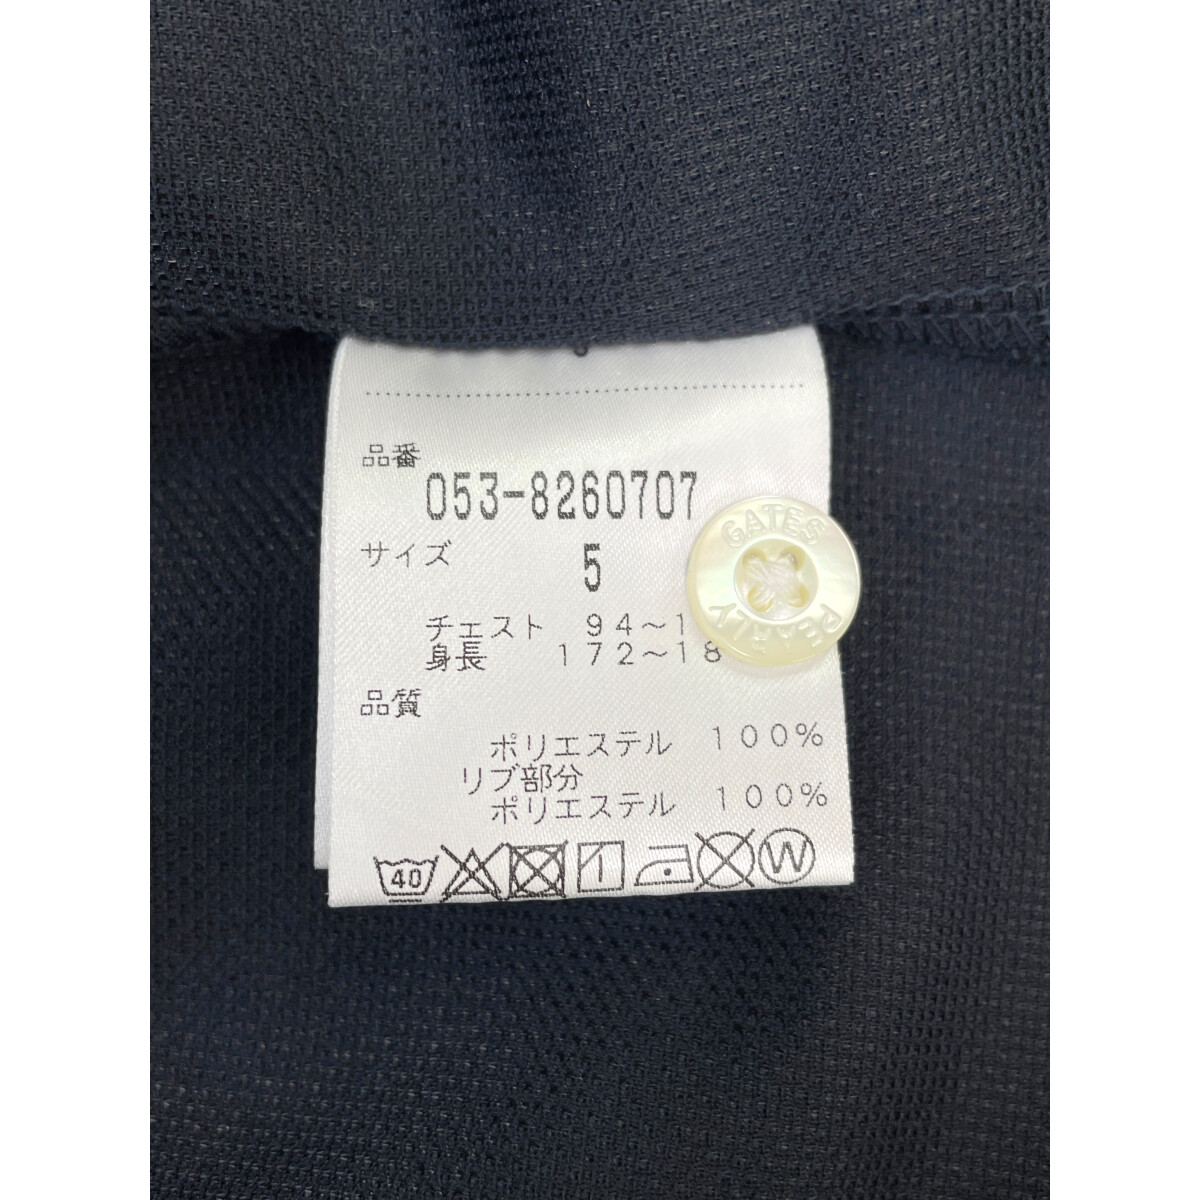 品番
053-8260707
サイズ 5
チェスト 94~1
身長 172~18
品質
ポリエステル 100%
リブ部分
ポリエステル 100%
40
W
GATES
PEARLY